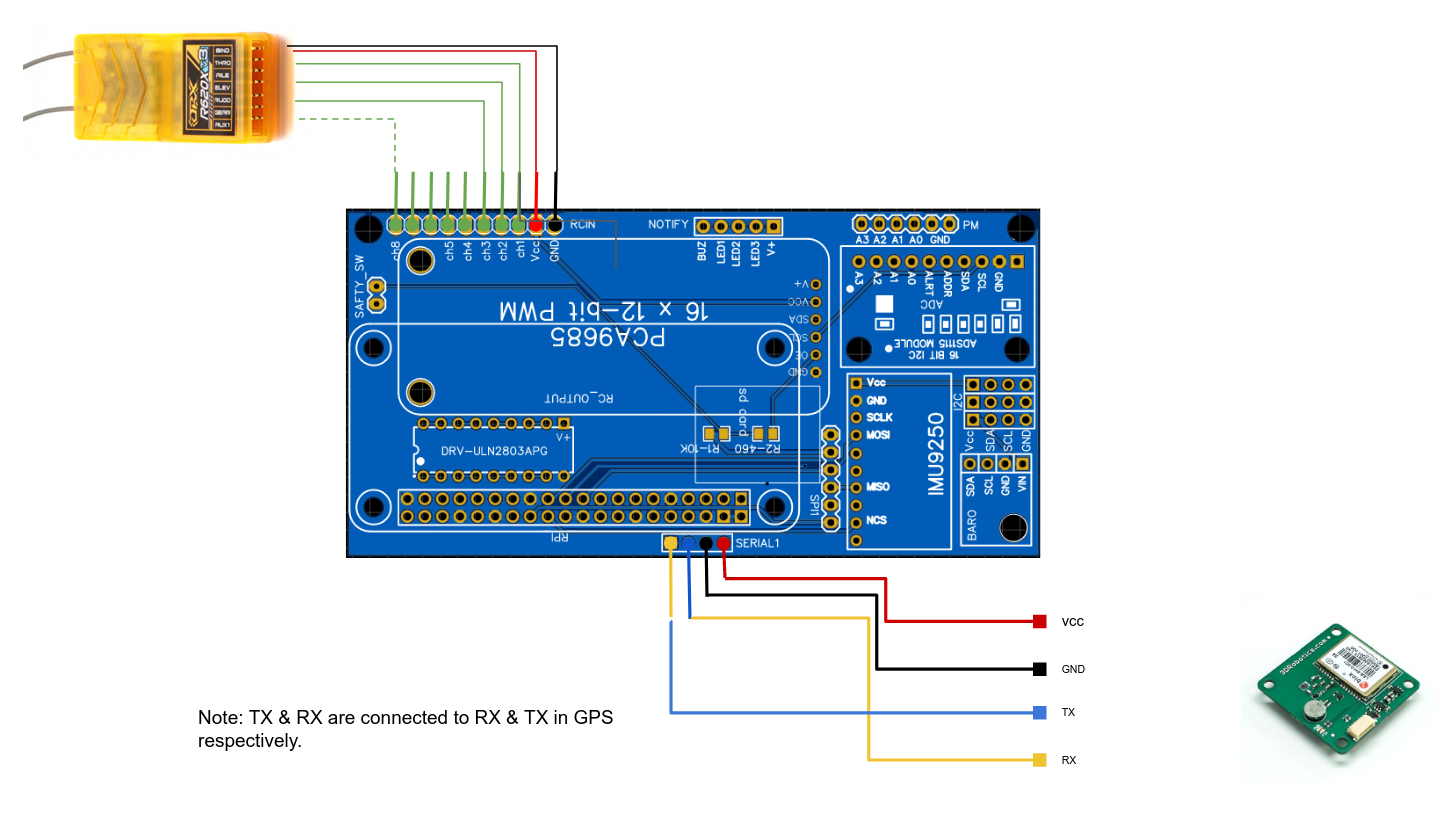 BIND
THRO
AILE
ELEV
RUDD
GEAR
AUX1
ORX
R620X
RCIN
ch8
ch5
ch4
ch3
ch2
ch1
Vcc
GND
NOTIFY
BUZ
LED1
LED2
LED3
V+
PM
A3 A2 A1 A0 GND
A3
A2
A1
A0
ALRT
ADDR
SDA
SCL
GND
ADC
16 BIT I2C
ADS1115 MODULE
SAFTY_SW
V+
VCC
SDA
SCL
OE
GND
16 x 12-bit PWM
PCA9685
RC_OUTPUT
sd card
R1-10K
R2-460
V+
DRV-ULN2803APG
RPI
SPI1
Vcc
GND
SCLK
MOSI
MISO
NCS
IMU9250
I2C
Vcc
SDA
SCL
GND
SDA
SCL
GND
VIN
BARO
SERIAL1
vcc
GND
TX
RX
Note: TX & RX are connected to RX & TX in GPS
respectively.
3DRobotics.com